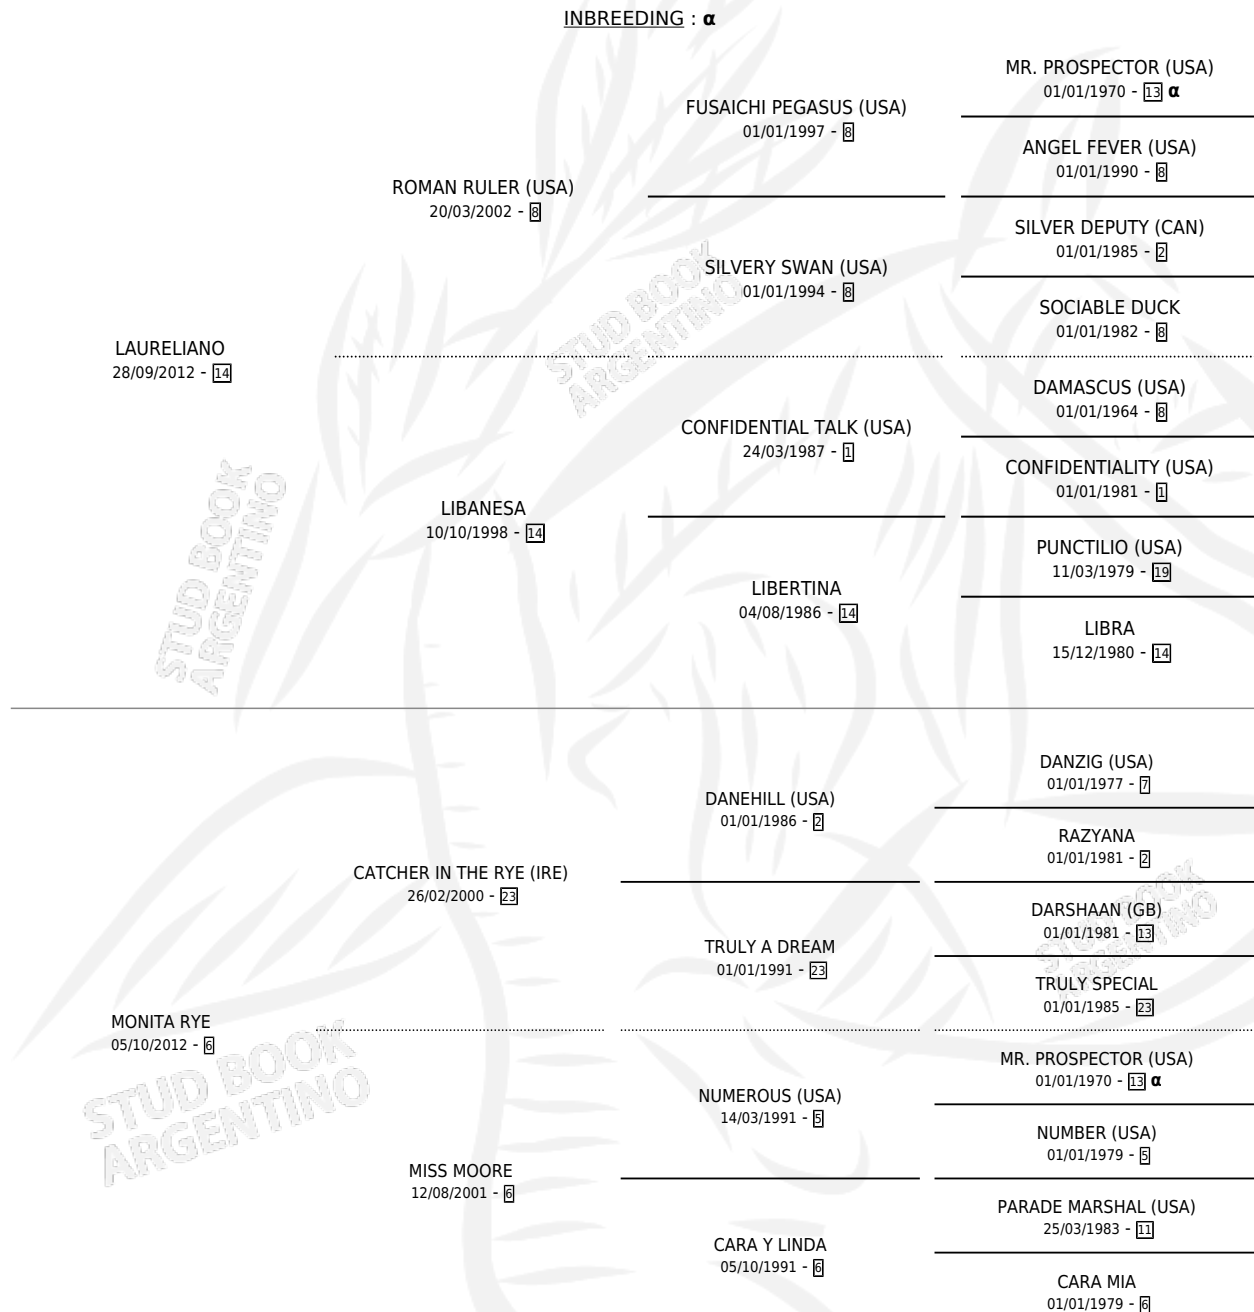 INBREEDING : α
MR. PROSPECTOR (USA)
01/01/1970 - 13 α
FUSAICHI PEGASUS (USA)
01/01/1997 - 8
ANGEL FEVER (USA)
01/01/1990 - 8
ROMAN RULER (USA)
20/03/2002 - 8
SILVER DEPUTY (CAN)
01/01/1985 - 2
SILVERY SWAN (USA)
01/01/1994 - 8
SOCIABLE DUCK
01/01/1982 - 8
LAURELIANO
28/09/2012 - 14
DAMASCUS (USA)
01/01/1964 - 8
CONFIDENTIAL TALK (USA)
24/03/1987 - 1
CONFIDENTIALITY (USA)
01/01/1981 - 1
LIBANESA
10/10/1998 - 14
PUNCTILIO (USA)
11/03/1979 - 19
LIBERTINA
04/08/1986 - 14
LIBRA
15/12/1980 - 14
DANZIG (USA)
01/01/1977 - 7
DANEHILL (USA)
01/01/1986 - 2
RAZYANA
01/01/1981 - 2
CATCHER IN THE RYE (IRE)
26/02/2000 - 23
DARSHAAN (GB)
01/01/1981 - 13
TRULY A DREAM
01/01/1991 - 23
TRULY SPECIAL
01/01/1985 - 23
MONITA RYE
05/10/2012 - 6
MR. PROSPECTOR (USA)
01/01/1970 - 13 α
NUMEROUS (USA)
14/03/1991 - 5
NUMBER (USA)
01/01/1979 - 5
MISS MOORE
12/08/2001 - 6
PARADE MARSHAL (USA)
25/03/1983 - 11
CARA Y LINDA
05/10/1991 - 6
CARA MIA
01/01/1979 - 6
STUD BOOK
ARGENTINO
STUD BOOK
ARGENTINO
STUD BOOK
ARGENTINO
STUD BOOK
ARGENTINO